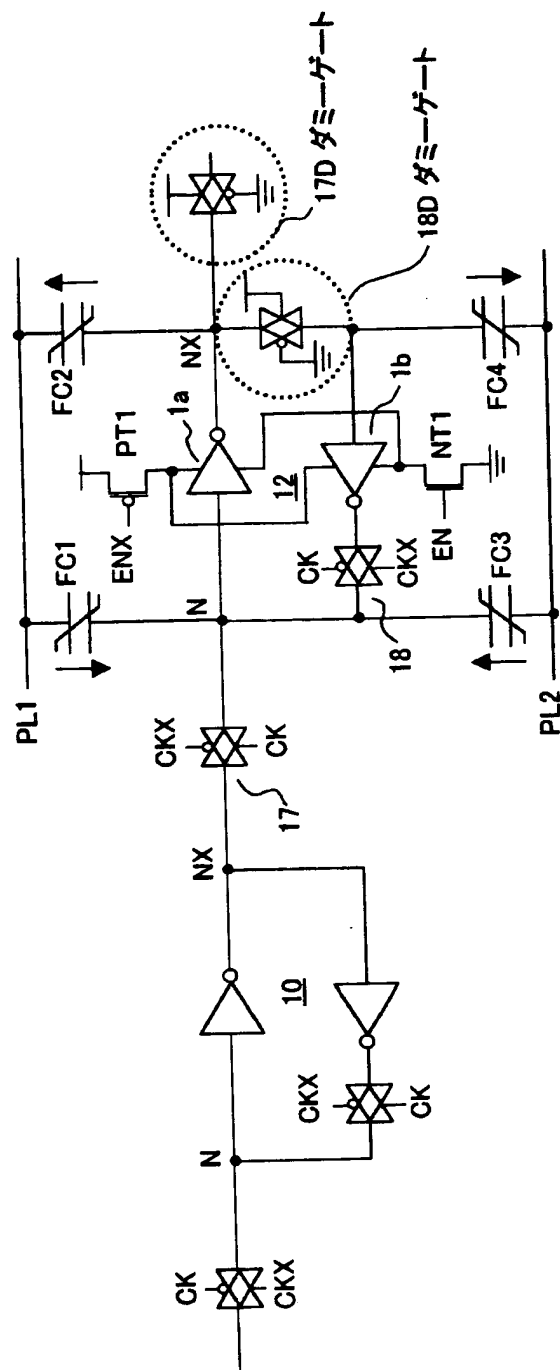 CK
CKX
N
10
CKX
CK
NX
17
CKX
CK
PL1
FC1
N
ENX
PT1
1a
12
CK
CKX
18
FC3
PL2
EN
NT1
1b
NX
FC2
FC4
17D ダミーゲート
18D ダミーゲート